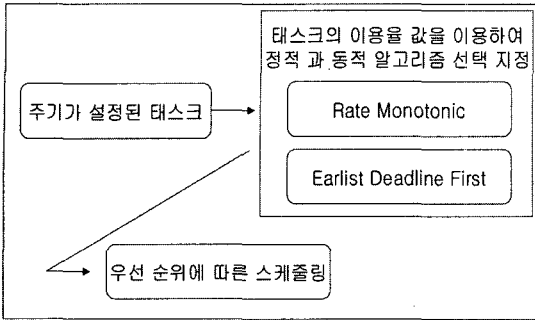 태스크의 이용율 값을 이용하여
정적 과 동적 알고리즘 선택 지정
주기가 설정된 태스크
Rate Monotonic
Earlist Deadline First
우선 순위에 따른 스케줄링